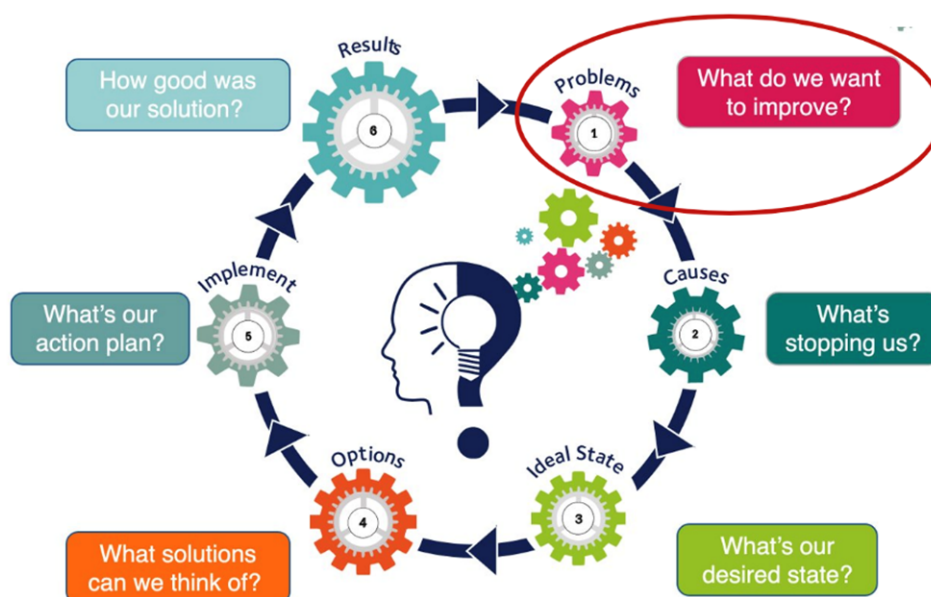 Results
How good was
our solution?
6
Problems
1
What do we want
to improve?
Causes
2
What's
stopping us?
Ideal State
3
What's our
desired state?
Options
4
What solutions
can we think of?
Implement
5
What's our
action plan?